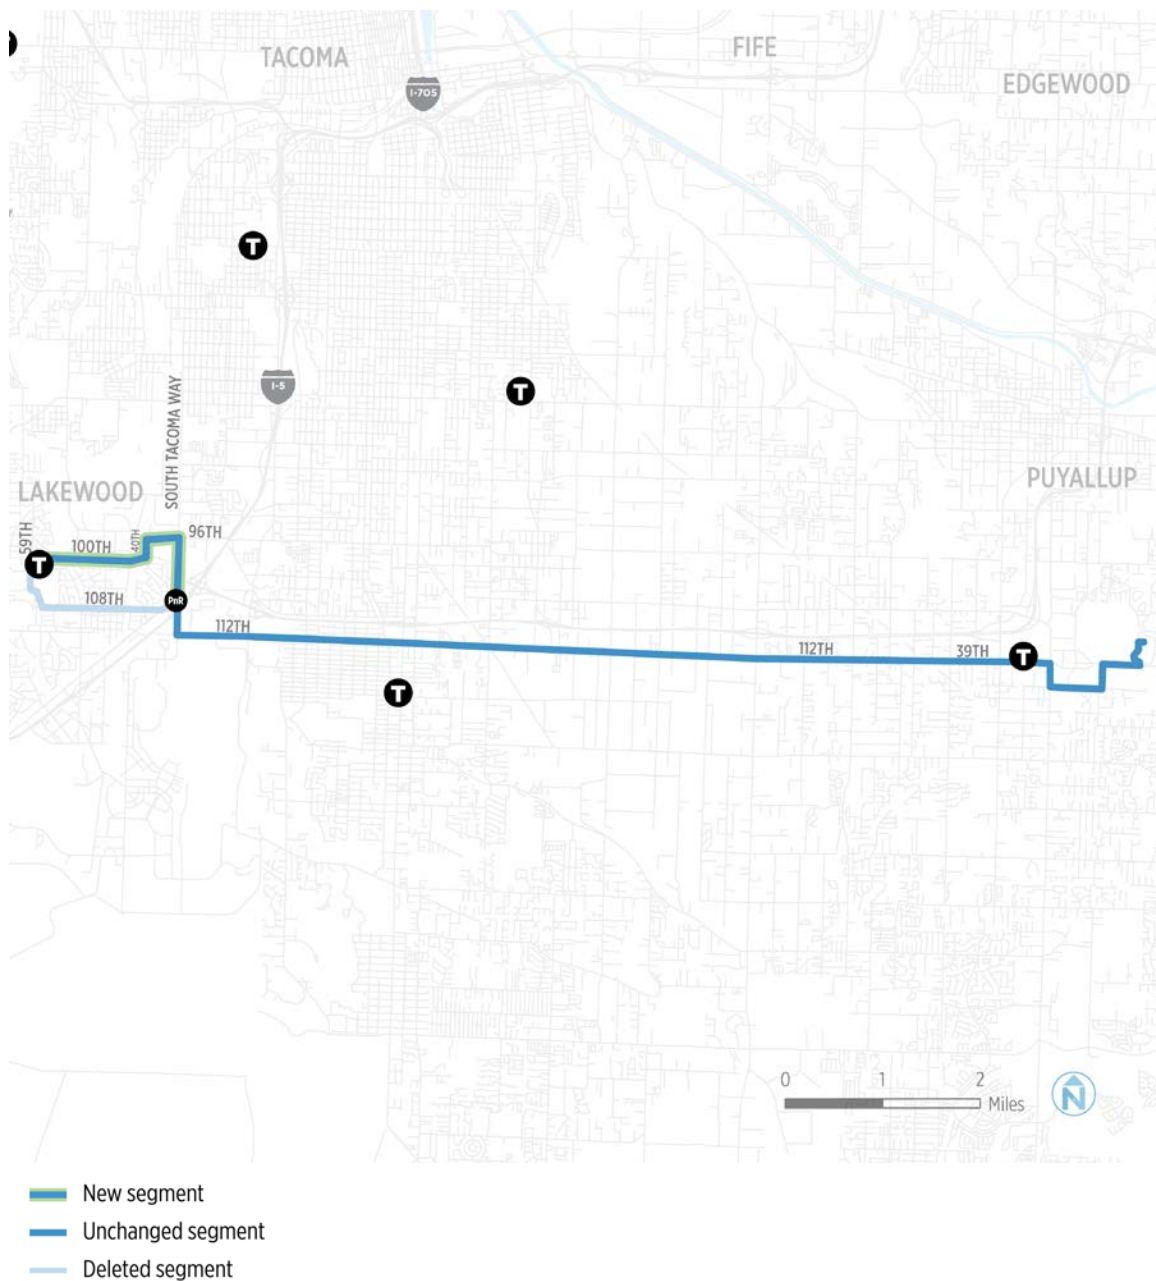 TACOMA
FIFE
EDGEWOOD
I-705
T
T
I-5
SOUTH TACOMA WAY
PUYALLUP
LAKEWOOD
59TH
40TH
96TH
100TH
T
108TH
PnR
112TH
112TH
39TH
T
T
0 1 2
Miles
N
New segment
Unchanged segment
Deleted segment